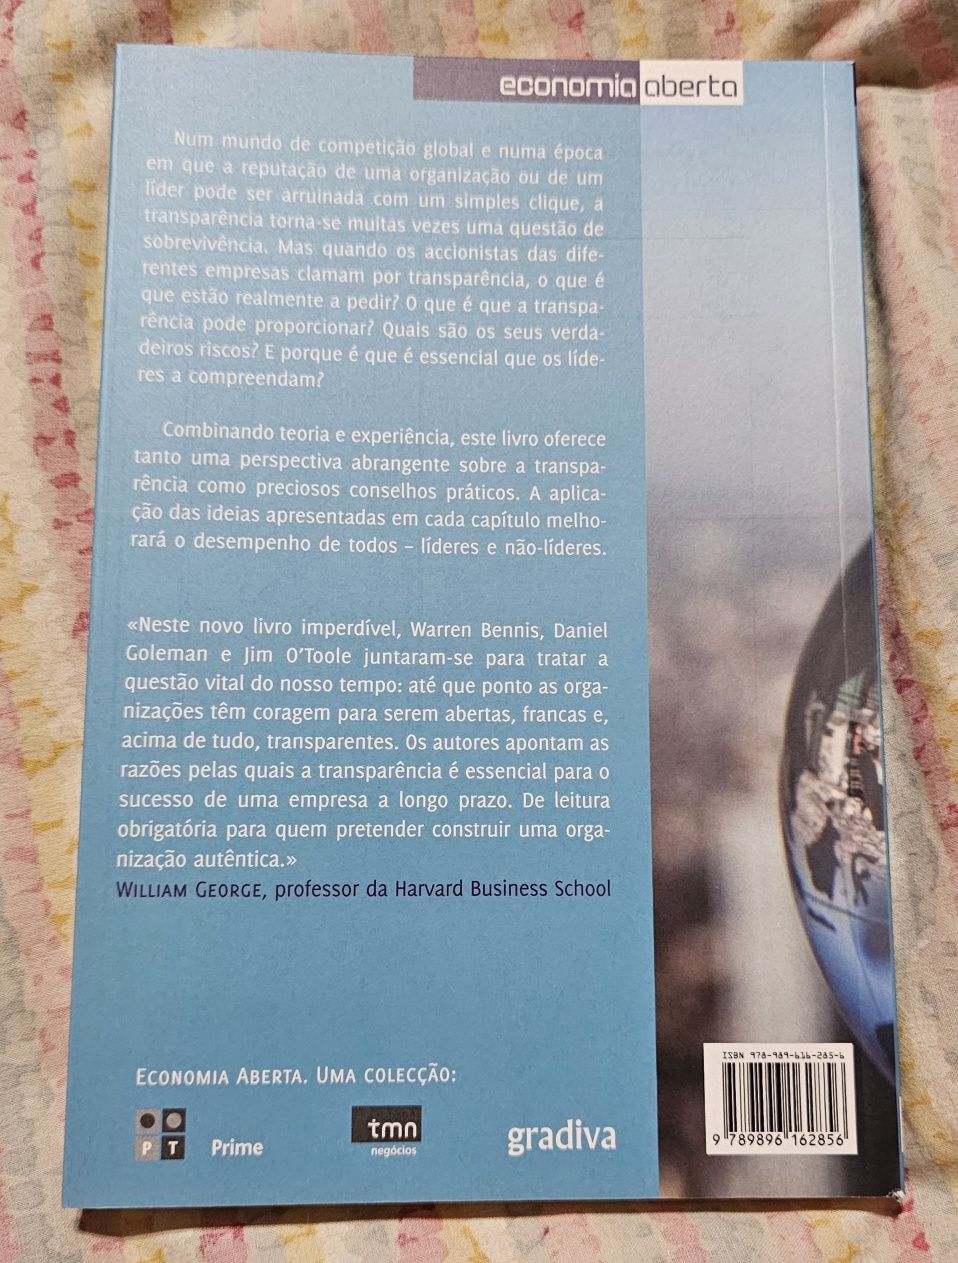 economia aberta
Num mundo de competição global e numa época
em que a reputação de uma organização ou de um
líder pode ser arruinada com um simples clique, a
transparência torna-se muitas vezes uma questão de
sobrevivência. Mas quando os accionistas das dife-
rentes empresas clamam por transparência, o que é
que estão realmente a pedir? O que é que a transpa-
rência pode proporcionar? Quais são os seus verda-
deiros riscos? E porque é que é essencial que os líde-
res a compreendam?
Combinando teoria e experiência, este livro oferece
tanto uma perspectiva abrangente sobre a transpa-
rência como preciosos conselhos práticos. A aplica-
ção das ideias apresentadas em cada capítulo melho-
rará o desempenho de todos – líderes e não-líderes.
«Neste novo livro imperdível, Warren Bennis, Daniel
Goleman e Jim O'Toole juntaram-se para tratar a
questão vital do nosso tempo: até que ponto as orga-
nizações têm coragem para serem abertas, francas e,
acima de tudo, transparentes. Os autores apontam as
razões pelas quais a transparência é essencial para o
sucesso de uma empresa a longo prazo. De leitura
obrigatória para quem pretender construir uma orga-
nização autêntica.»
WILLIAM GEORGE, professor da Harvard Business School
ECONOMIA ABERTA. UMA COLECÇÃO:
PT Prime
tmn
negócios
gradiva
ISBN 978-989-616-285-6
9 789896 162856